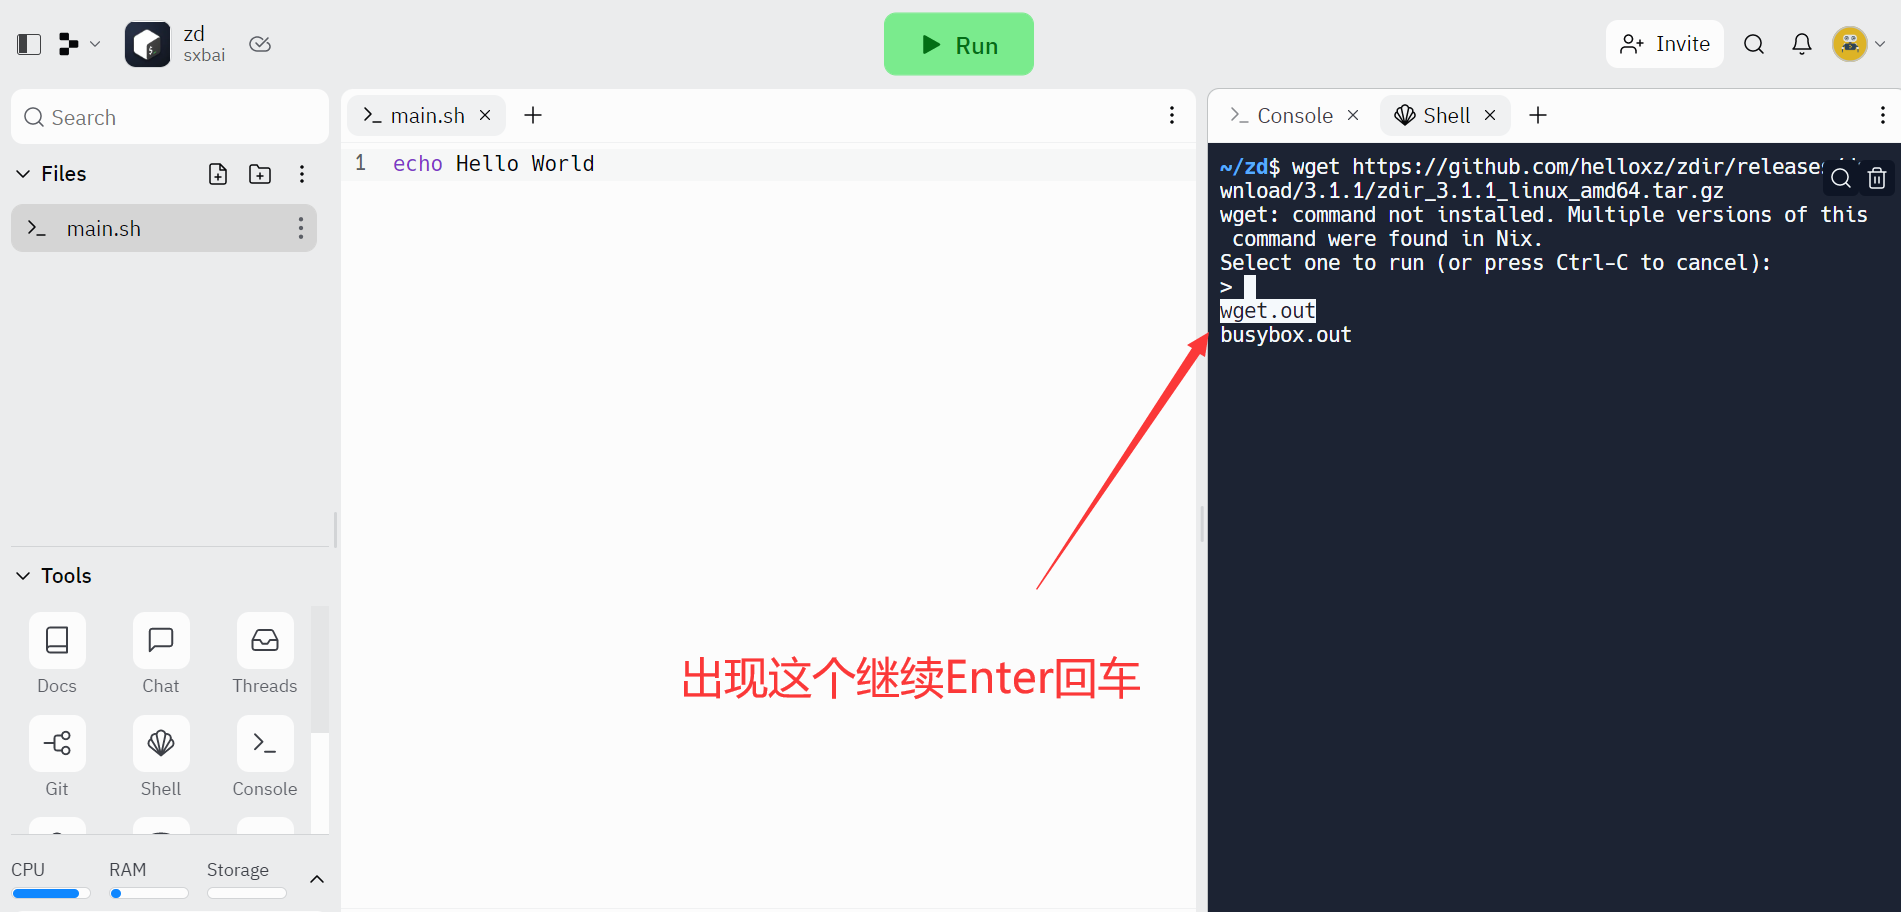 zd
sxbai
Run
Invite
Search
Files
main.sh
Tools
Docs
Chat
Threads
Git
Shell
Console
CPU
RAM
Storage
main.sh
1 echo Hello World
出现这个继续Enter回车
Console
Shell
~/zd$ wget https://github.com/helloxz/zdir/releases/
wnload/3.1.1/zdir_3.1.1_linux_amd64.tar.gz
wget: command not installed. Multiple versions of this
command were found in Nix.
Select one to run (or press Ctrl-C to cancel):
>
wget.out
busybox.out